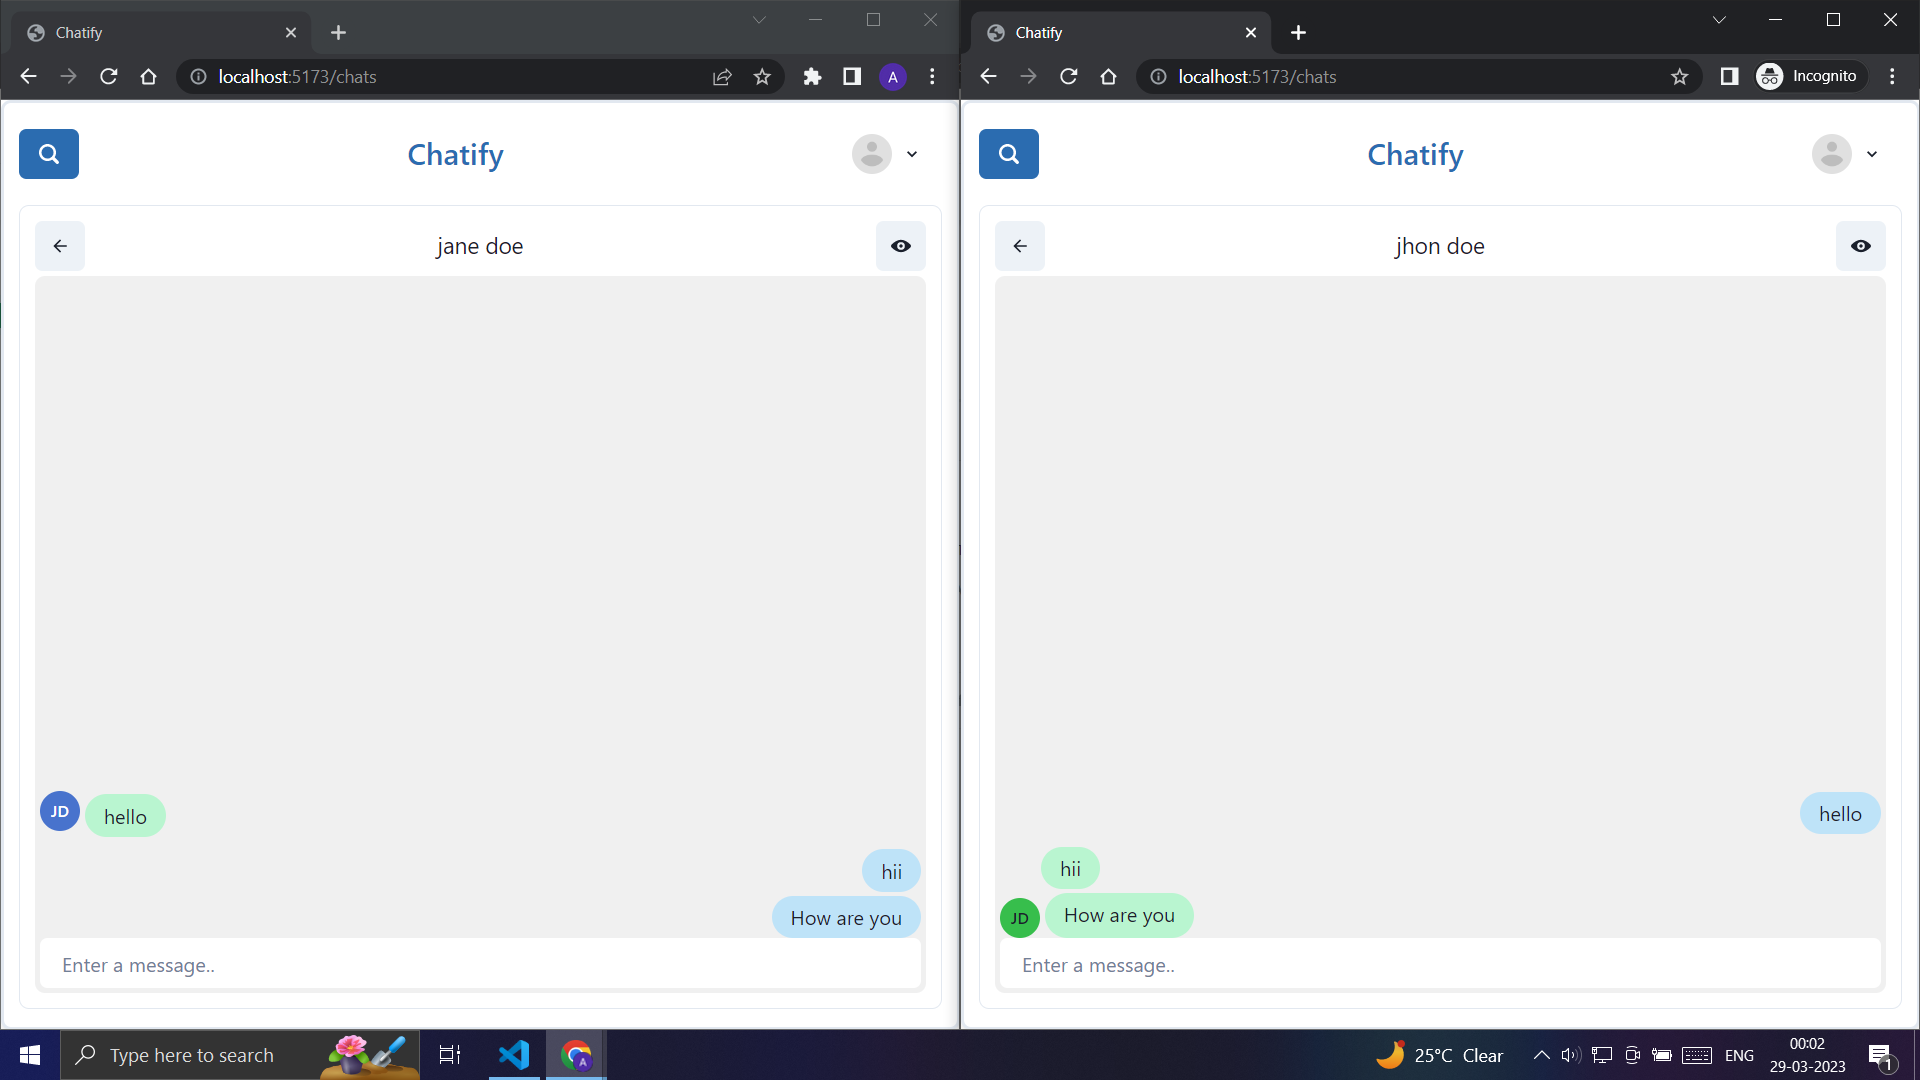 Chatify
localhost:5173/chats
A
Chatify
jane doe
JD
hello
hii
How are you
Enter a message..
Chatify
localhost:5173/chats
Incognito
Chatify
jhon doe
hello
hii
JD
How are you
Enter a message..
Type here to search
A
25°C Clear
ENG
00:02
29-03-2023
1